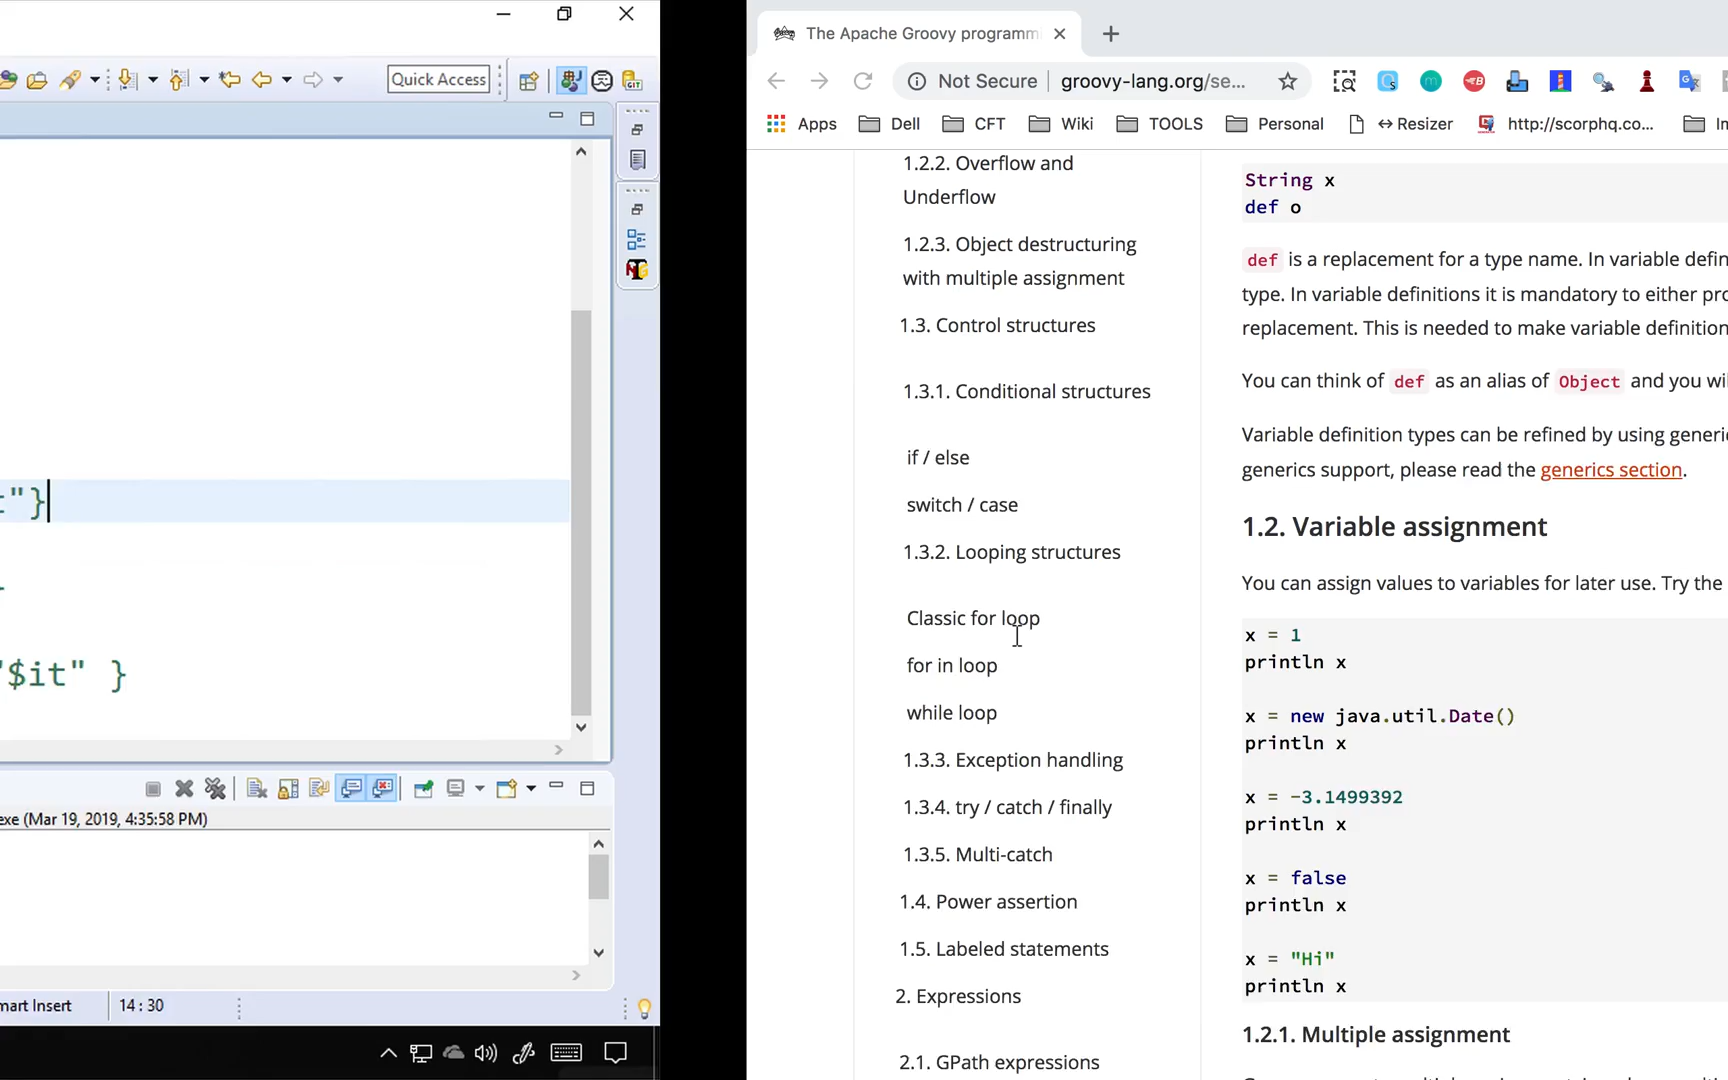 Quick Access
t"}
"$it" }
exe (Mar 19, 2019, 4:35:58 PM)
mart Insert
14 : 30
The Apache Groovy programm
Not Secure
groovy-lang.org/se...
Apps
Dell
CFT
Wiki
TOOLS
Personal
Resizer
http://scorphq.co...
1.2.2. Overflow and
Underflow
1.2.3. Object destructuring
with multiple assignment
1.3. Control structures
1.3.1. Conditional structures
if / else
switch / case
1.3.2. Looping structures
Classic for loop
for in loop
while loop
1.3.3. Exception handling
1.3.4. try / catch / finally
1.3.5. Multi-catch
1.4. Power assertion
1.5. Labeled statements
2. Expressions
2.1. GPath expressions
String x
def o
def is a replacement for a type name. In variable defin
type. In variable definitions it is mandatory to either pro
replacement. This is needed to make variable definition
You can think of def as an alias of Object and you wil
Variable definition types can be refined by using generi
generics support, please read the generics section.
1.2. Variable assignment
You can assign values to variables for later use. Try the
x = 1
println x
x = new java.util.Date()
println x
x = -3.1499392
println x
x = false
println x
x = "Hi"
println x
1.2.1. Multiple assignment